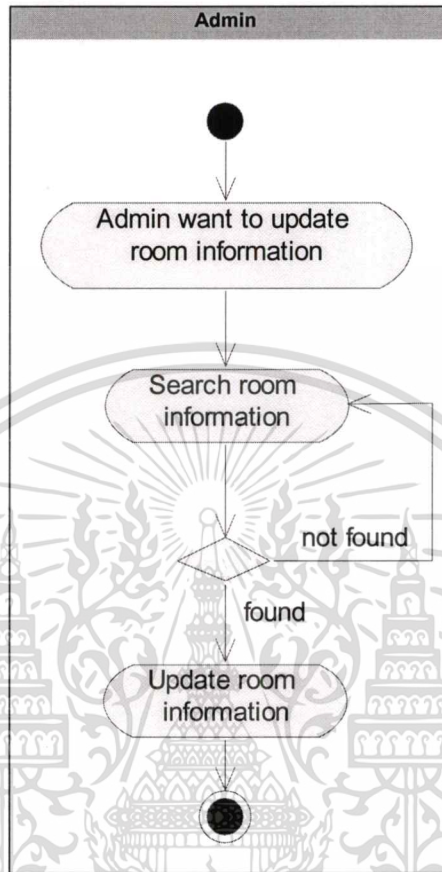 Admin
Admin want to update
room information
Search room
information
not found
found
Update room
information